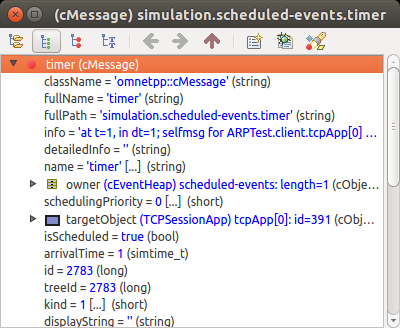 (cMessage) simulation.scheduled-events.timer
timer (cMessage)
className = 'omnetpp::cMessage' (string)
fullName = 'timer' (string)
fullPath = 'simulation.scheduled-events.timer' (string)
info = 'at t=1, in dt=1; selfmsg for ARPTest.client.tcpApp[0] ...
detailedInfo = '' (string)
name = 'timer' [...] (string)
owner (cEventHeap) scheduled-events: length=1 (cObje...
schedulingPriority = 0 [...] (short)
targetObject (TCPSessionApp) tcpApp[0]: id=391 (cO...
isScheduled = true (bool)
arrivalTime = 1 (simtime_t)
id = 2783 (long)
treeId = 2783 (long)
kind = 1 [...] (short)
displayString = '' (string)